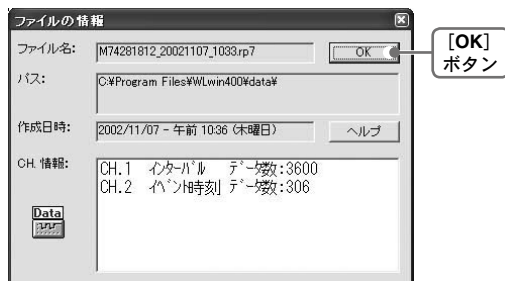 ファイルの情報
ファイル名: M74281812_20021107_1033.rp7 OK
[OK]
ボタン
パス: C:¥Program Files¥WLwin400¥data¥
作成日時: 2002/11/07 - 午前 10:36 (木曜日) ヘルプ
CH. 情報: CH.1 インターバル データ数:3600
CH.2 イベント時刻 データ数:306
Data